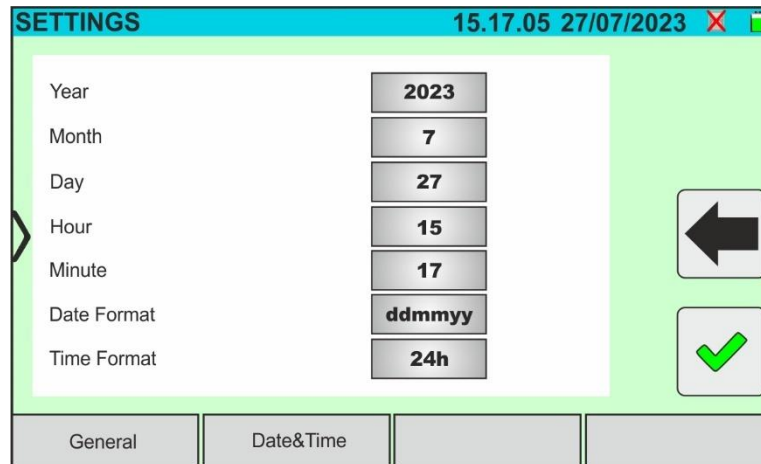 SETTINGS 15.17.05 27/07/2023
Year 2023
Month 7
Day 27
Hour 15
Minute 17
Date Format ddmmyy
Time Format 24h
General Date&Time